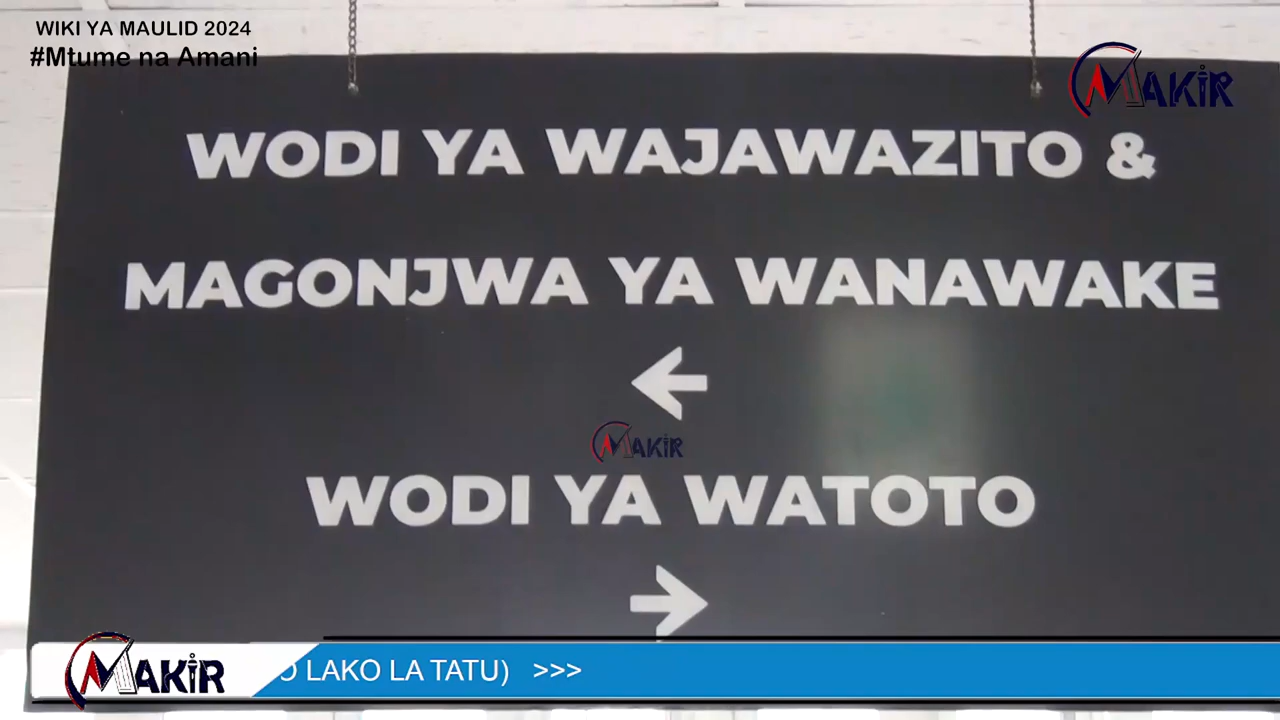 WIKI YA MAULID 2024
#Mtume na Amani
MAKIR
WODI YA WAJAWAZITO &
MAGONJWA YA WANAWAKE
MAKIR
WODI YA WATOTO
MAKIR
O LAKO LA TATU) >>>